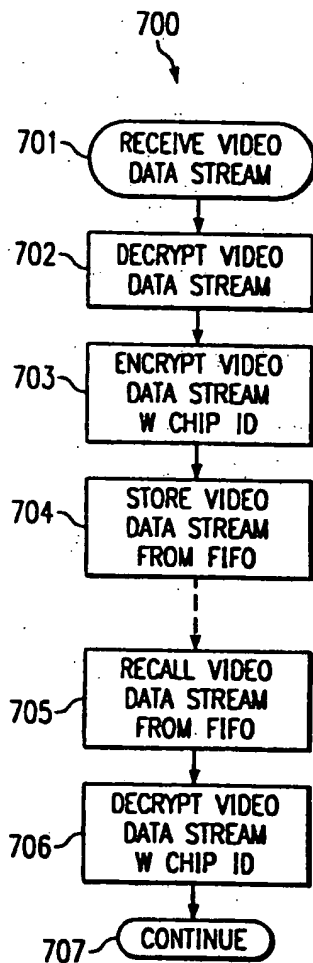 700
701
RECEIVE VIDEO
DATA STREAM
702
DECRYPT VIDEO
DATA STREAM
703
ENCRYPT VIDEO
DATA STREAM
W CHIP ID
704
STORE VIDEO
DATA STREAM
FROM FIFO
705
RECALL VIDEO
DATA STREAM
FROM FIFO
706
DECRYPT VIDEO
DATA STREAM
W CHIP ID
707
CONTINUE